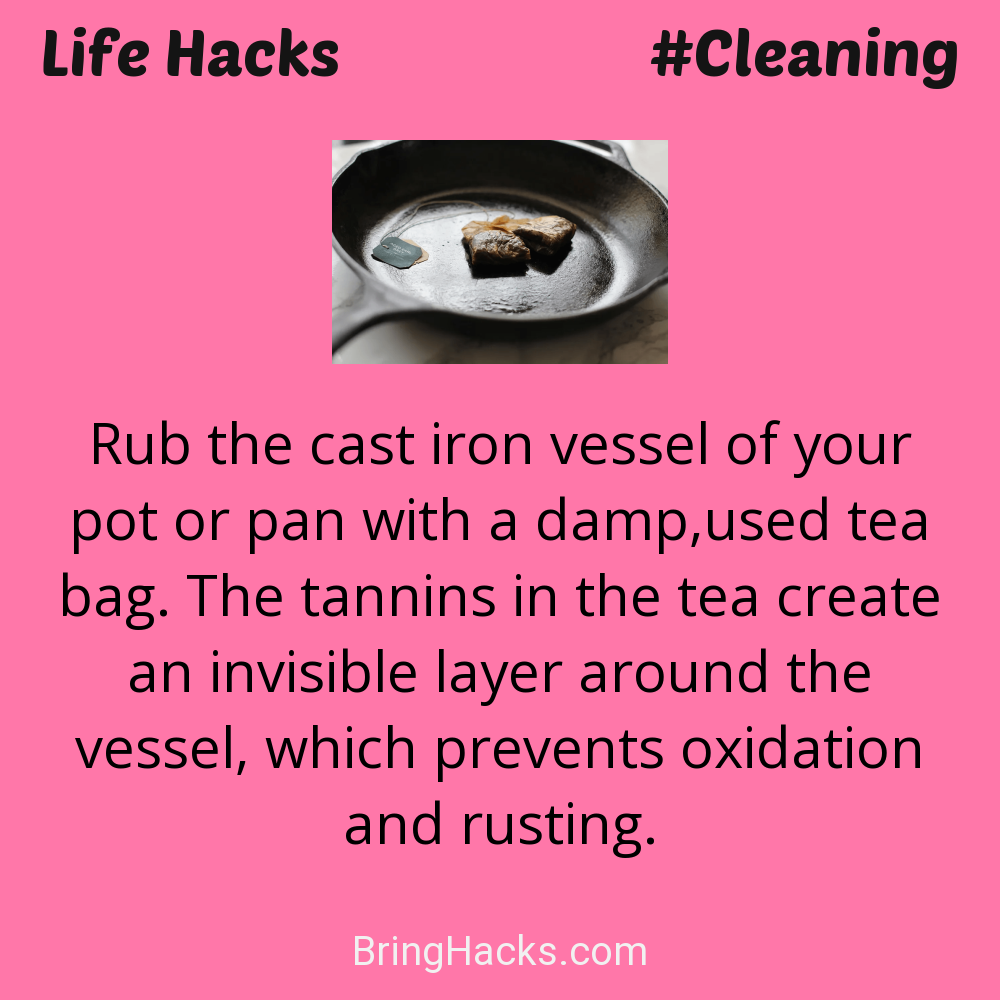 Life Hacks #Cleaning
Rub the cast iron vessel of your
pot or pan with a damp,used tea
bag. The tannins in the tea create
an invisible layer around the
vessel, which prevents oxidation
and rusting.
BringHacks.com